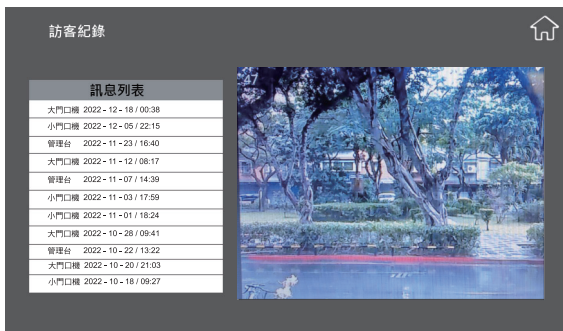 訪客紀錄
訊息列表
大門口機 2022 - 12 - 18 / 00:38
小門口機 2022 - 12 - 05 / 22:15
管理台 2022 - 11 - 23 / 16:40
大門口機 2022 - 11 - 12 / 08:17
管理台 2022 - 11 - 07 / 14:39
小門口機 2022 - 11 - 03 / 17:59
小門口機 2022 - 11 - 01 / 18:24
大門口機 2022 - 10 - 28 / 09:41
管理台 2022 - 10 - 22 / 13:22
大門口機 2022 - 10 - 20 / 21:03
小門口機 2022 - 10 - 18 / 09:27